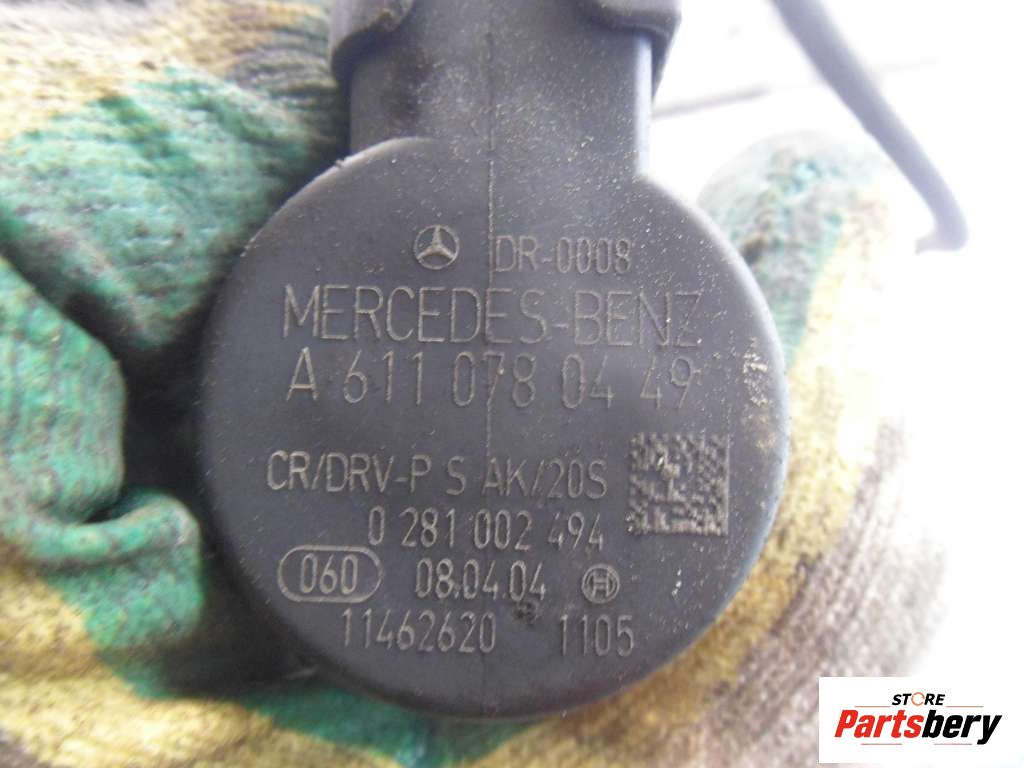 DR-0008
MERCEDES-BENZ
A 611 078 04 49
CR/DRV-P S AK/20S
0 281 002 494
060 08.04.04 H
11462620 1105
STORE
Partsbery